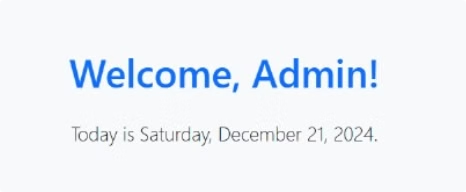 Welcome, Admin!
Today is Saturday, December 21, 2024.